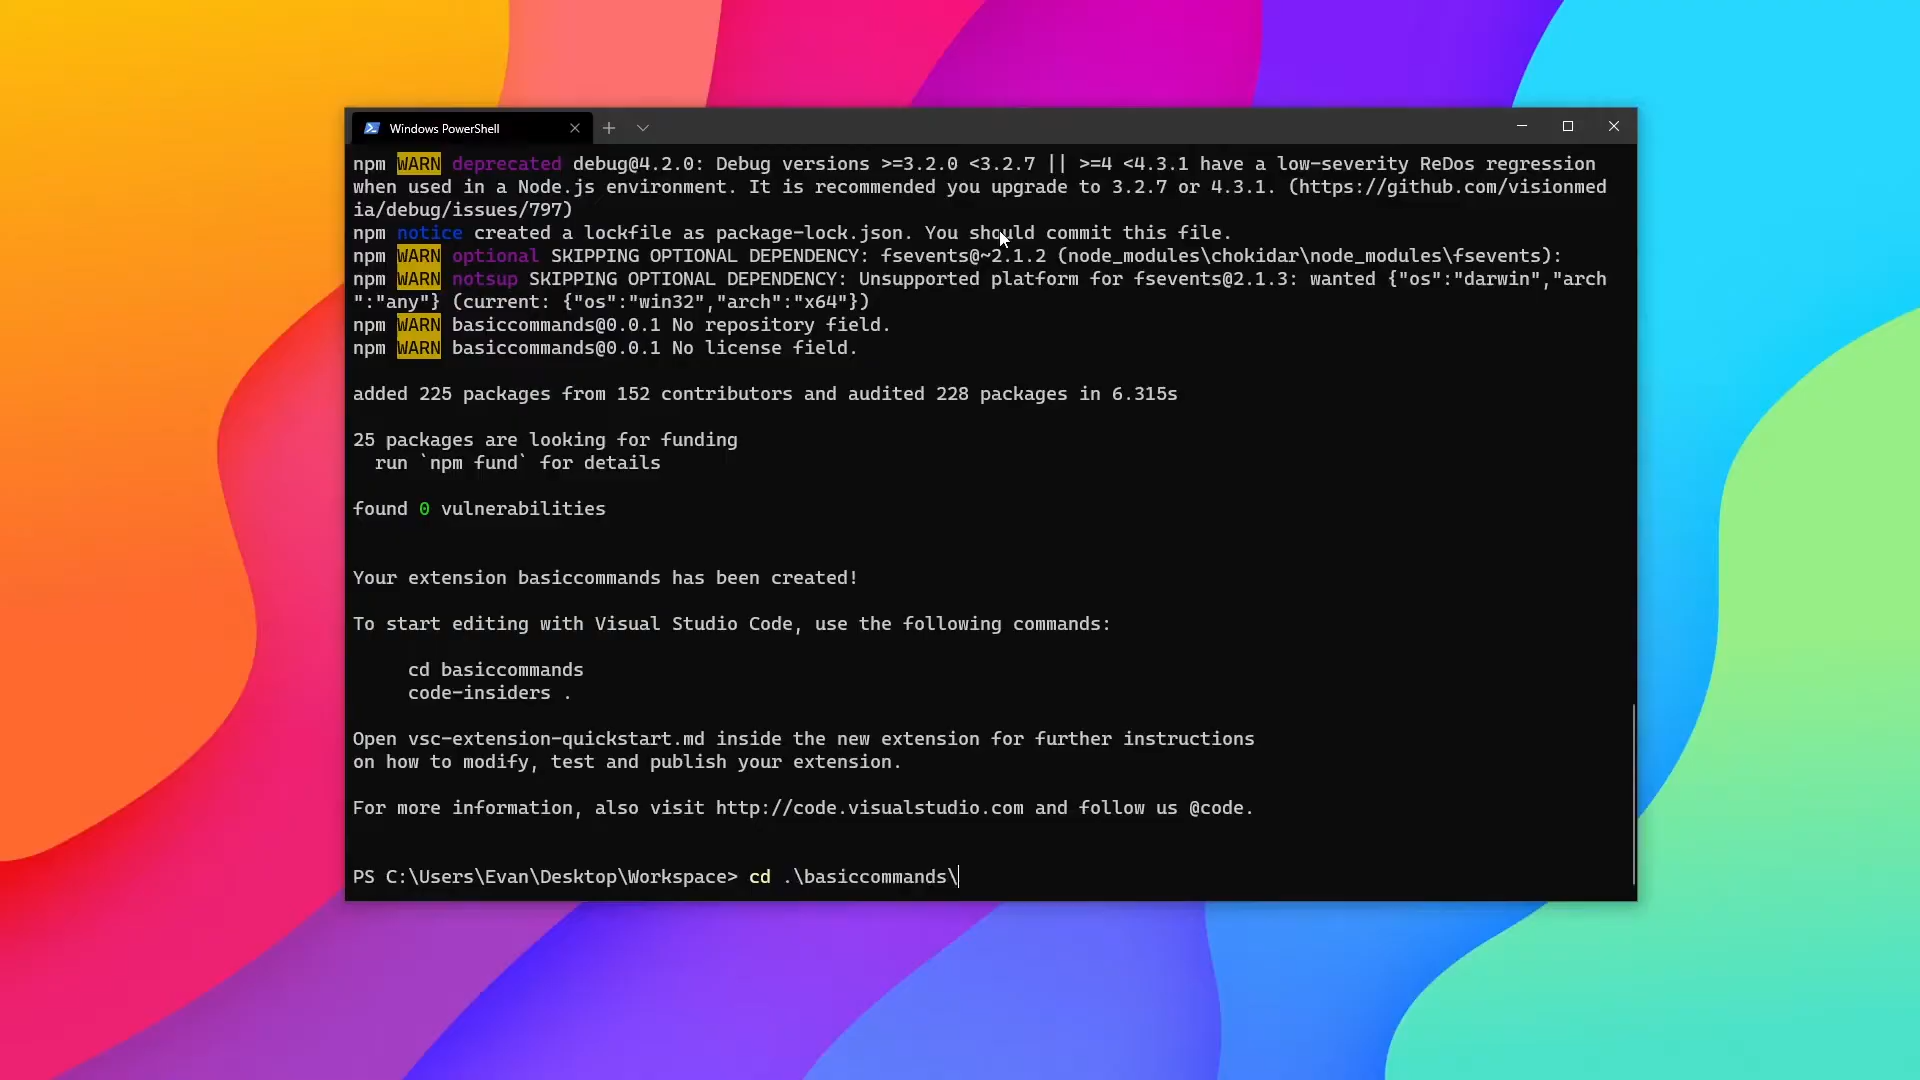 Windows PowerShell
npm WARN deprecated debug@4.2.0: Debug versions >=3.2.0 <3.2.7 || >=4 <4.3.1 have a low-severity ReDos regression
when used in a Node.js environment. It is recommended you upgrade to 3.2.7 or 4.3.1. (https://github.com/visionmed
ia/debug/issues/797)
npm notice created a lockfile as package-lock.json. You should commit this file.
npm WARN optional SKIPPING OPTIONAL DEPENDENCY: fsevents@~2.1.2 (node_modules\chokidar\node_modules\fsevents):
npm WARN notsup SKIPPING OPTIONAL DEPENDENCY: Unsupported platform for fsevents@2.1.3: wanted {"os":"darwin","arch
":"any"} (current: {"os":"win32","arch":"x64"})
npm WARN basiccommands@0.0.1 No repository field.
npm WARN basiccommands@0.0.1 No license field.
added 225 packages from 152 contributors and audited 228 packages in 6.315s
25 packages are looking for funding
run `npm fund` for details
found 0 vulnerabilities
Your extension basiccommands has been created!
To start editing with Visual Studio Code, use the following commands:
cd basiccommands
code-insiders .
Open vsc-extension-quickstart.md inside the new extension for further instructions
on how to modify, test and publish your extension.
For more information, also visit http://code.visualstudio.com and follow us @code.
PS C:\Users\Evan\Desktop\Workspace> cd .\basiccommands\